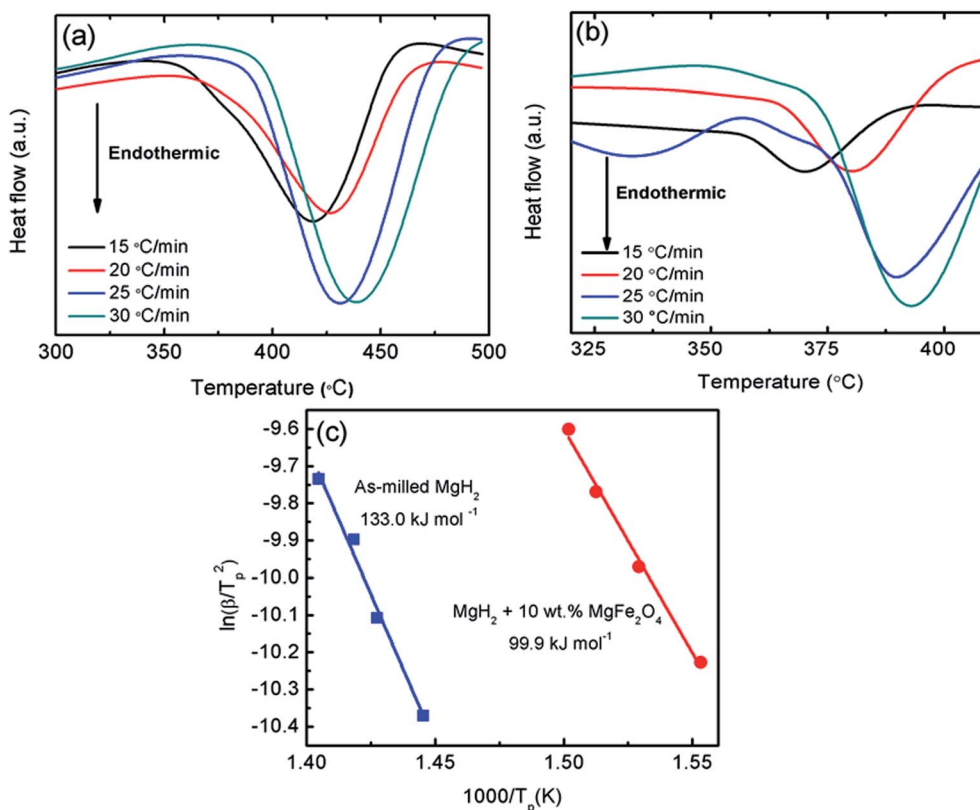 (a)
Heat flow (a.u.)
Endothermic
15 °C/min
20 °C/min
25 °C/min
30 °C/min
300 350 400 450 500
Temperature (°C)
(b)
Heat flow (a.u.)
Endothermic
15 °C/min
20 °C/min
25 °C/min
30 °C/min
325 350 375 400
Temperature (°C)
(c)
ln(β/Tₚ²)
-9.6
-9.7
-9.8
-9.9
-10.0
-10.1
-10.2
-10.3
-10.4
As-milled MgH₂
133.0 kJ mol⁻¹
MgH₂ + 10 wt.% MgFe₂O₄
99.9 kJ mol⁻¹
1.40 1.45 1.50 1.55
1000/Tₚ(K)